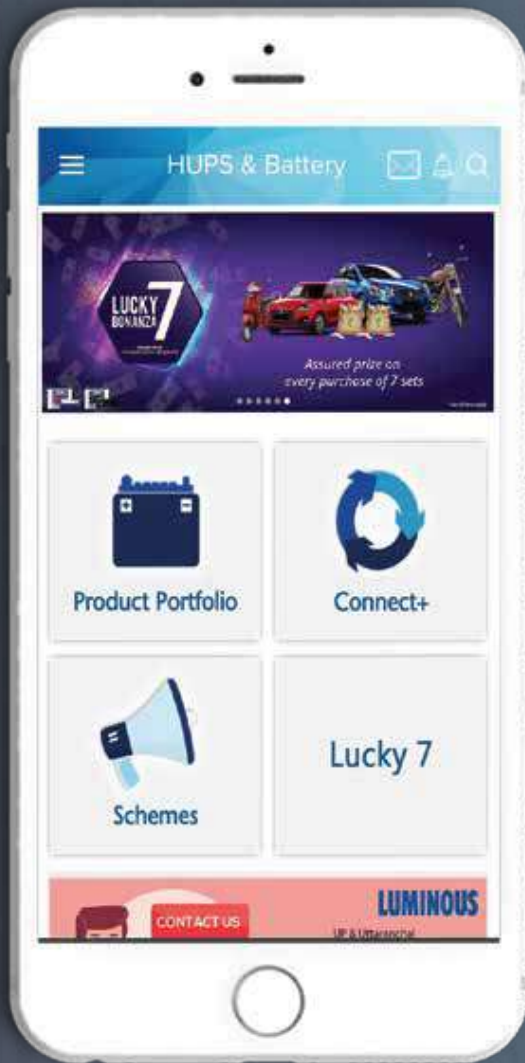 HUPS & Battery
LUCKY
BONANZA
7
Assured prize on
every purchase of 7 sets
Product Portfolio
Connect+
Schemes
Lucky 7
CONTACT US
LUMINOUS
UP & Uttaranchal